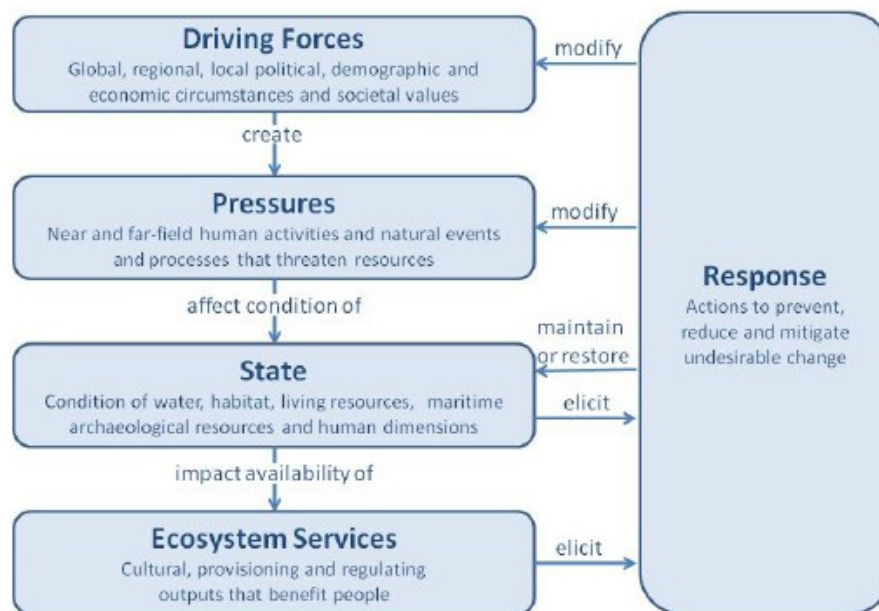 Driving Forces
Global, regional, local political, demographic and
economic circumstances and societal values
modify
create
Pressures
Near and far-field human activities and natural events
and processes that threaten resources
modify
affect condition of
Response
Actions to prevent,
reduce and mitigate
undesirable change
maintain
or restore
State
Condition of water, habitat, living resources, maritime
archaeological resources and human dimensions
elicit
impact availability of
Ecosystem Services
Cultural, provisioning and regulating
outputs that benefit people
elicit